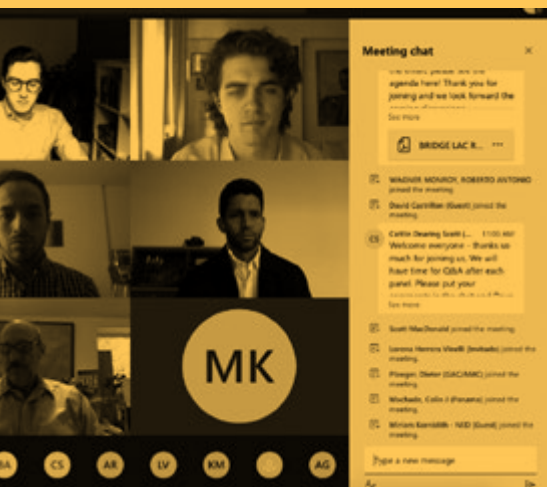 Meeting chat
agenda here! Thank you for
joining and we look forward the
See more
BRIDGE LAC R... ...
WAGNER MONROY, ROBERTO ANTONIO
joined the meeting.
David Castrillon (Guest) joined the
meeting.
CS
Caitlin Dearing Scott (... 11:00 AM
Welcome everyone - thanks so
much for joining us. We will
have time for Q&A after each
panel. Please put your
See more
Scott MacDonald joined the meeting.
Lorena Herrera Vinelli (Invitado) joined the
meeting.
Ploeger, Dieter (GAC/AMC) joined the
meeting.
Machado, Colin J (Panama) joined the
meeting.
Miriam Kornblith - NED (Guest) joined the
meeting.
Type a new message
MK
BA CS AR LV KM AG